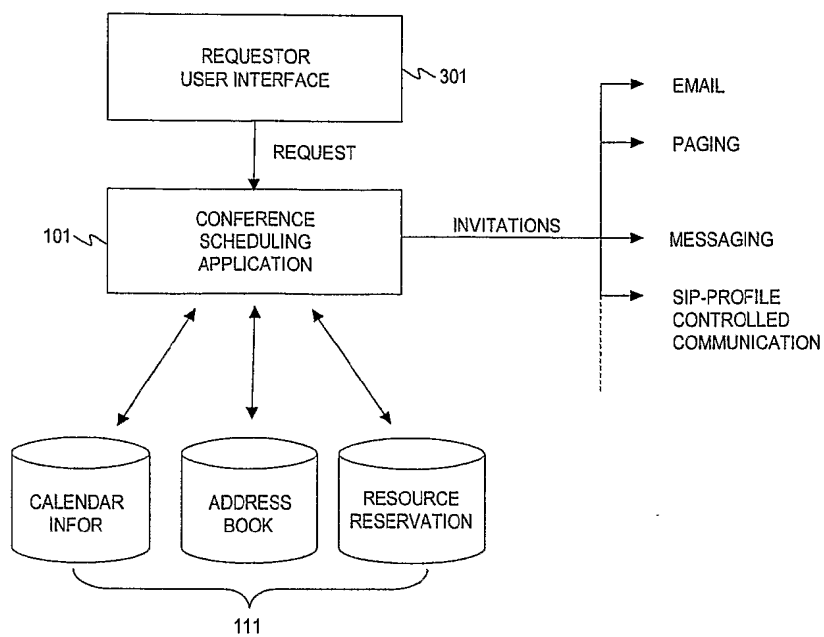 REQUESTOR
USER INTERFACE
301
REQUEST
CONFERENCE
SCHEDULING
APPLICATION
101
INVITATIONS
EMAIL
PAGING
MESSAGING
SIP-PROFILE
CONTROLLED
COMMUNICATION
CALENDAR
INFOR
ADDRESS
BOOK
RESOURCE
RESERVATION
111